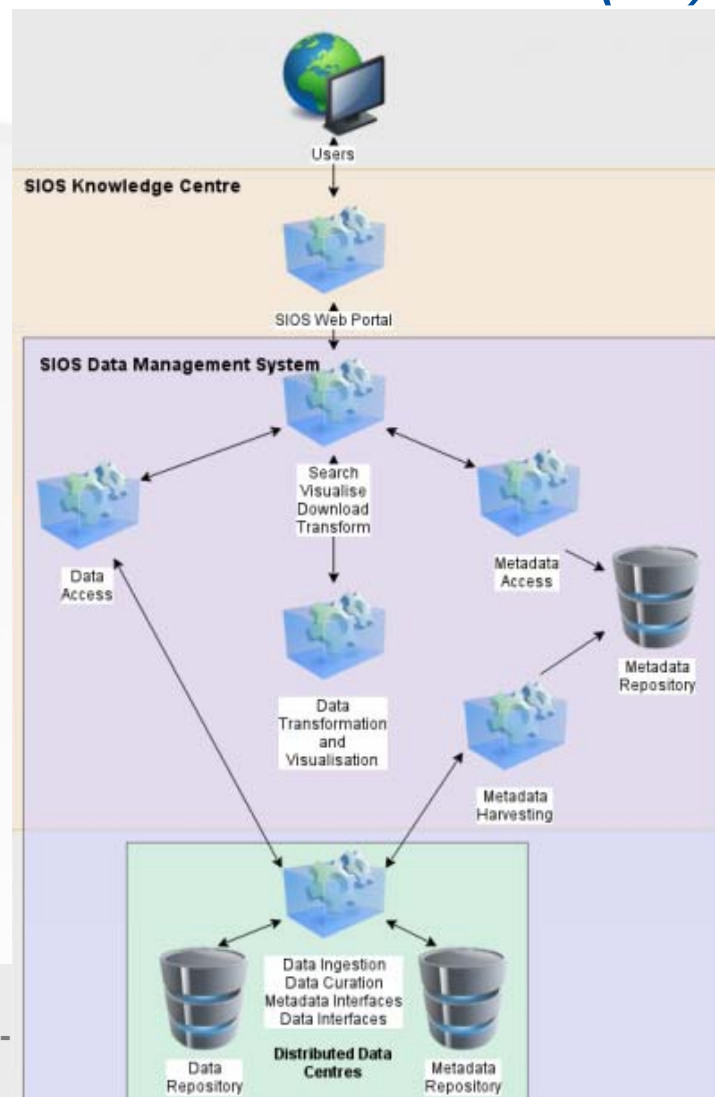 Users
SIOS Knowledge Centre
SIOS Web Portal
SIOS Data Management System
Search
Visualise
Download
Transform
Data
Access
Metadata
Access
Metadata
Repository
Data
Transformation
and
Visualisation
Metadata
Harvesting
Data Ingestion
Data Curation
Metadata Interfaces
Data Interfaces
Distributed Data
Centres
Data
Repository
Metadata
Repository